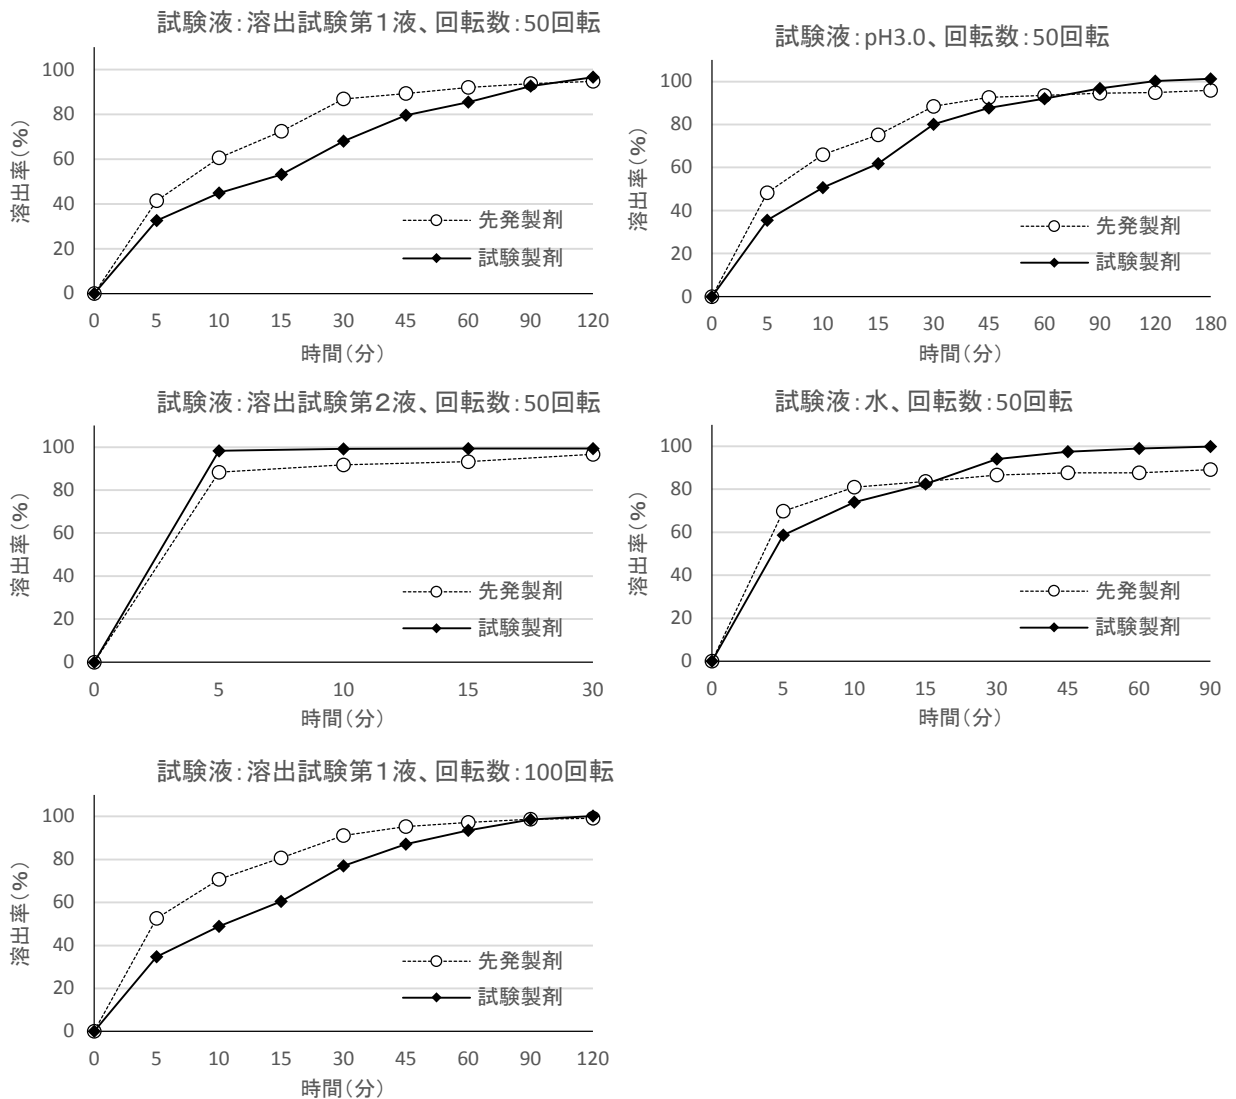 試験液：溶出試験第１液、回転数：50回転
溶出率（%）
100
80
60
40
20
0
先発製剤
試験製剤
0 5 10 15 30 45 60 90 120
時間（分）
試験液：pH3.0、回転数：50回転
溶出率（%）
100
80
60
40
20
0
先発製剤
試験製剤
0 5 10 15 30 45 60 90 120 180
時間（分）
試験液：溶出試験第２液、回転数：50回転
溶出率（%）
100
80
60
40
20
0
先発製剤
試験製剤
0 5 10 15 30
時間（分）
試験液：水、回転数：50回転
溶出率（%）
100
80
60
40
20
0
先発製剤
試験製剤
0 5 10 15 30 45 60 90
時間（分）
試験液：溶出試験第１液、回転数：100回転
溶出率（%）
100
80
60
40
20
0
先発製剤
試験製剤
0 5 10 15 30 45 60 90 120
時間（分）